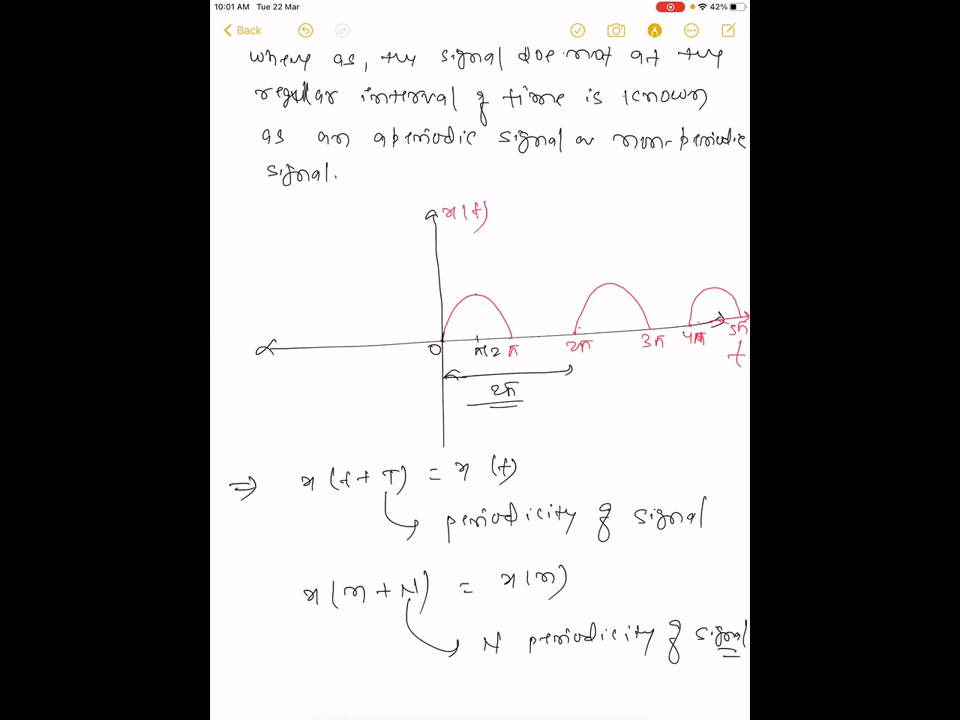 10:01 AM Tue 22 Mar 42%
Back
where as, the signal doe not at the
regular interval of time is known
as an aperiodic signal or non-periodic
signal.
x(t)
0 π/2 π 2π 3π 4π 5π
t
2π
⇒ x(t+T) = x(t)
periodicity of signal
x(n+N) = x(n)
N periodicity of signal